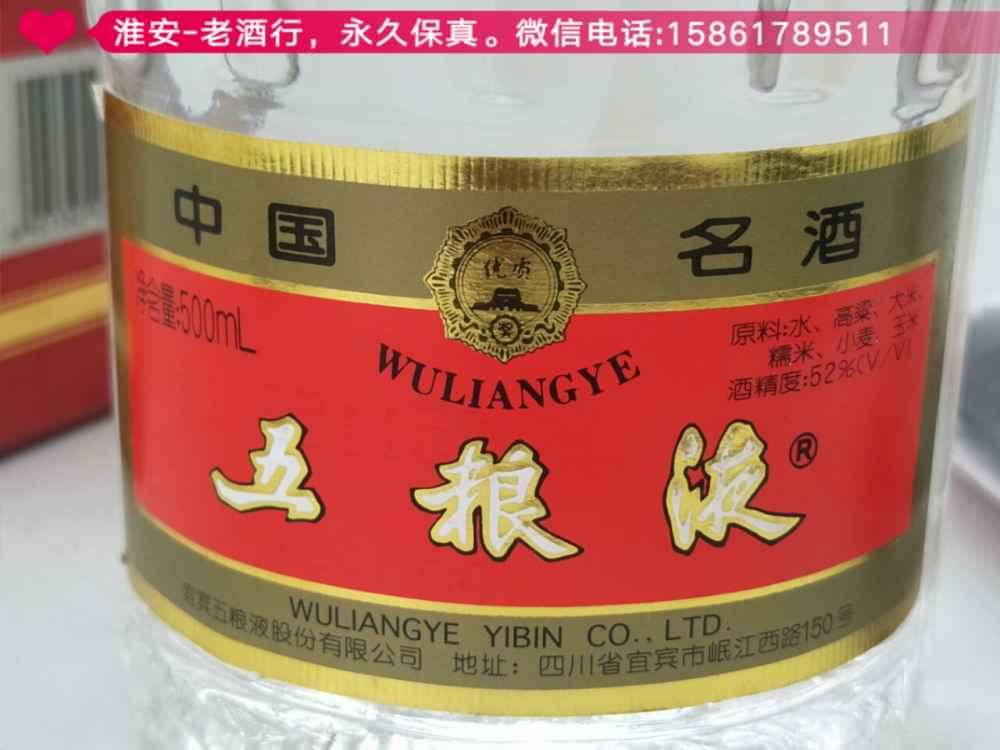 淮安-老酒行，永久保真。微信电话:15861789511
中国 名酒
优质
奖
净含量:500mL
原料:水、高粱、大米、
糯米、小麦、玉米
酒精度:52%(V/V)
WULIANGYE
五粮液®
WULIANGYE YIBIN CO., LTD.
宜宾五粮液股份有限公司 地址：四川省宜宾市岷江西路150号